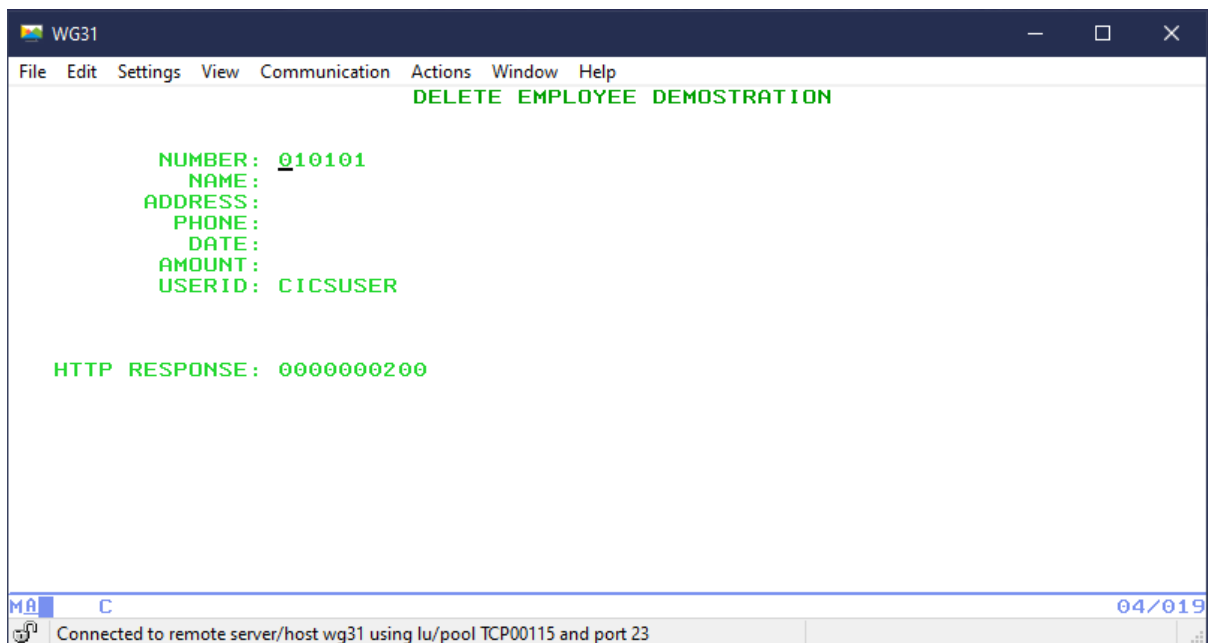 WG31
File Edit Settings View Communication Actions Window Help
DELETE EMPLOYEE DEMOSTRATION
NUMBER: 010101
NAME:
ADDRESS:
PHONE:
DATE:
AMOUNT:
USERID: CICSUSER
HTTP RESPONSE: 0000000200
MA C 04/019
Connected to remote server/host wg31 using lu/pool TCP00115 and port 23